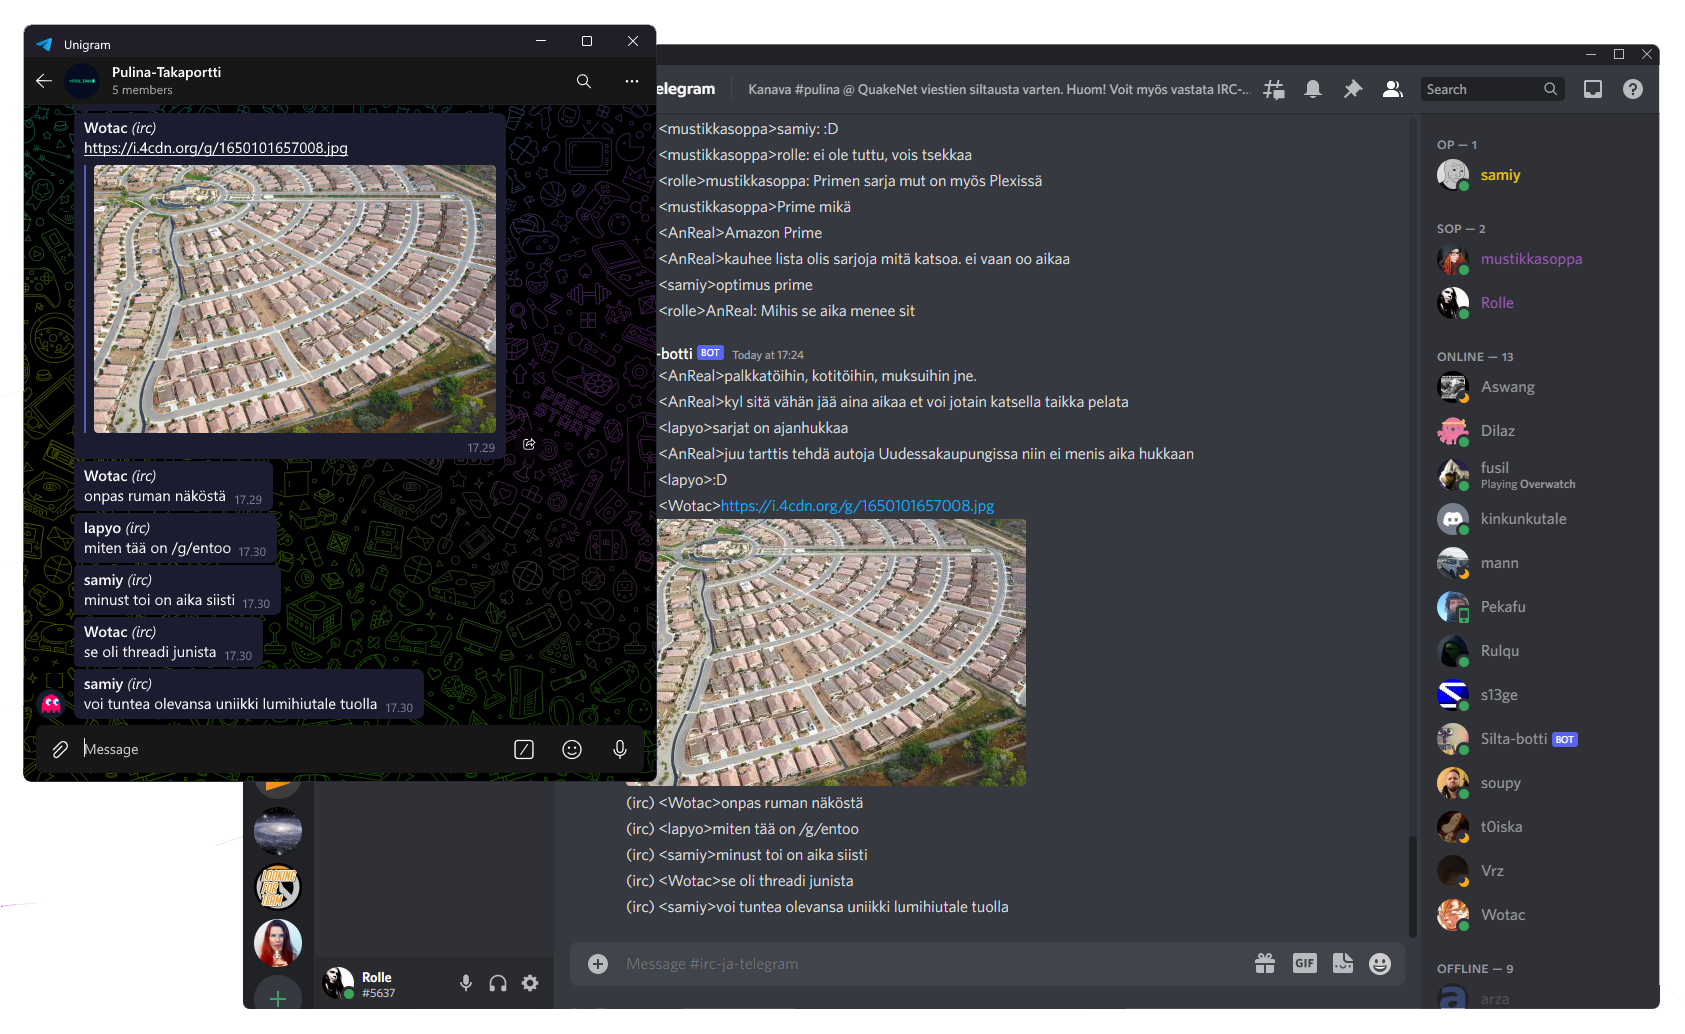 Unigram
Pulina-Takaportti
5 members
Wotac (irc)
https://i.4cdn.org/g/1650101657008.jpg
17.29
Wotac (irc)
onpas ruman näköstä 17.29
lapyo (irc)
miten tää on /g/entoo 17.30
samiy (irc)
minust toi on aika siisti 17.30
Wotac (irc)
se oli threadi junista 17.30
samiy (irc)
voi tuntea olevansa uniikki lumihiutale tuolla 17.30
Message
elegram
Kanava #pulina @ QuakeNet viestien siltausta varten. Huom! Voit myös vastata IRC-...
Search
<mustikkasoppa>samiy: :D
<mustikkasoppa>rolle: ei ole tuttu, vois tsekkaa
<rolle>mustikkasoppa: Primen sarja mut on myös Plexissä
<mustikkasoppa>Prime mikä
<AnReal>Amazon Prime
<AnReal>kauhee lista olis sarjoja mitä katsoa. ei vaan oo aikaa
<samiy>optimus prime
<rolle>AnReal: Mihis se aika menee sit
-botti BOT Today at 17:24
<AnReal>palkkatöihin, kotitöihin, muksuihin jne.
<AnReal>kyl sitä vähän jää aina aikaa et voi jotain katsella taikka pelata
<lapyo>sarjat on ajanhukkaa
<AnReal>juu tarttis tehdä autoja Uudessakaupungissa niin ei menis aika hukkaan
<lapyo>:D
<Wotac>https://i.4cdn.org/g/1650101657008.jpg
(irc) <Wotac>onpas ruman näköstä
(irc) <lapyo>miten tää on /g/entoo
(irc) <samiy>minust toi on aika siisti
(irc) <Wotac>se oli threadi junista
(irc) <samiy>voi tuntea olevansa uniikki lumihiutale tuolla
Message #irc-ja-telegram
GIF
LOOKING
FOR
TEAM
Rolle
#5637
OP — 1
samiy
SOP — 2
mustikkasoppa
Rolle
ONLINE — 13
Aswang
Dilaz
fusil
Playing Overwatch
kinkunkutale
mann
Pekafu
Rulqu
s13ge
Silta-botti BOT
soupy
t0iska
Vrz
Wotac
OFFLINE — 9
arza
PRESS
START